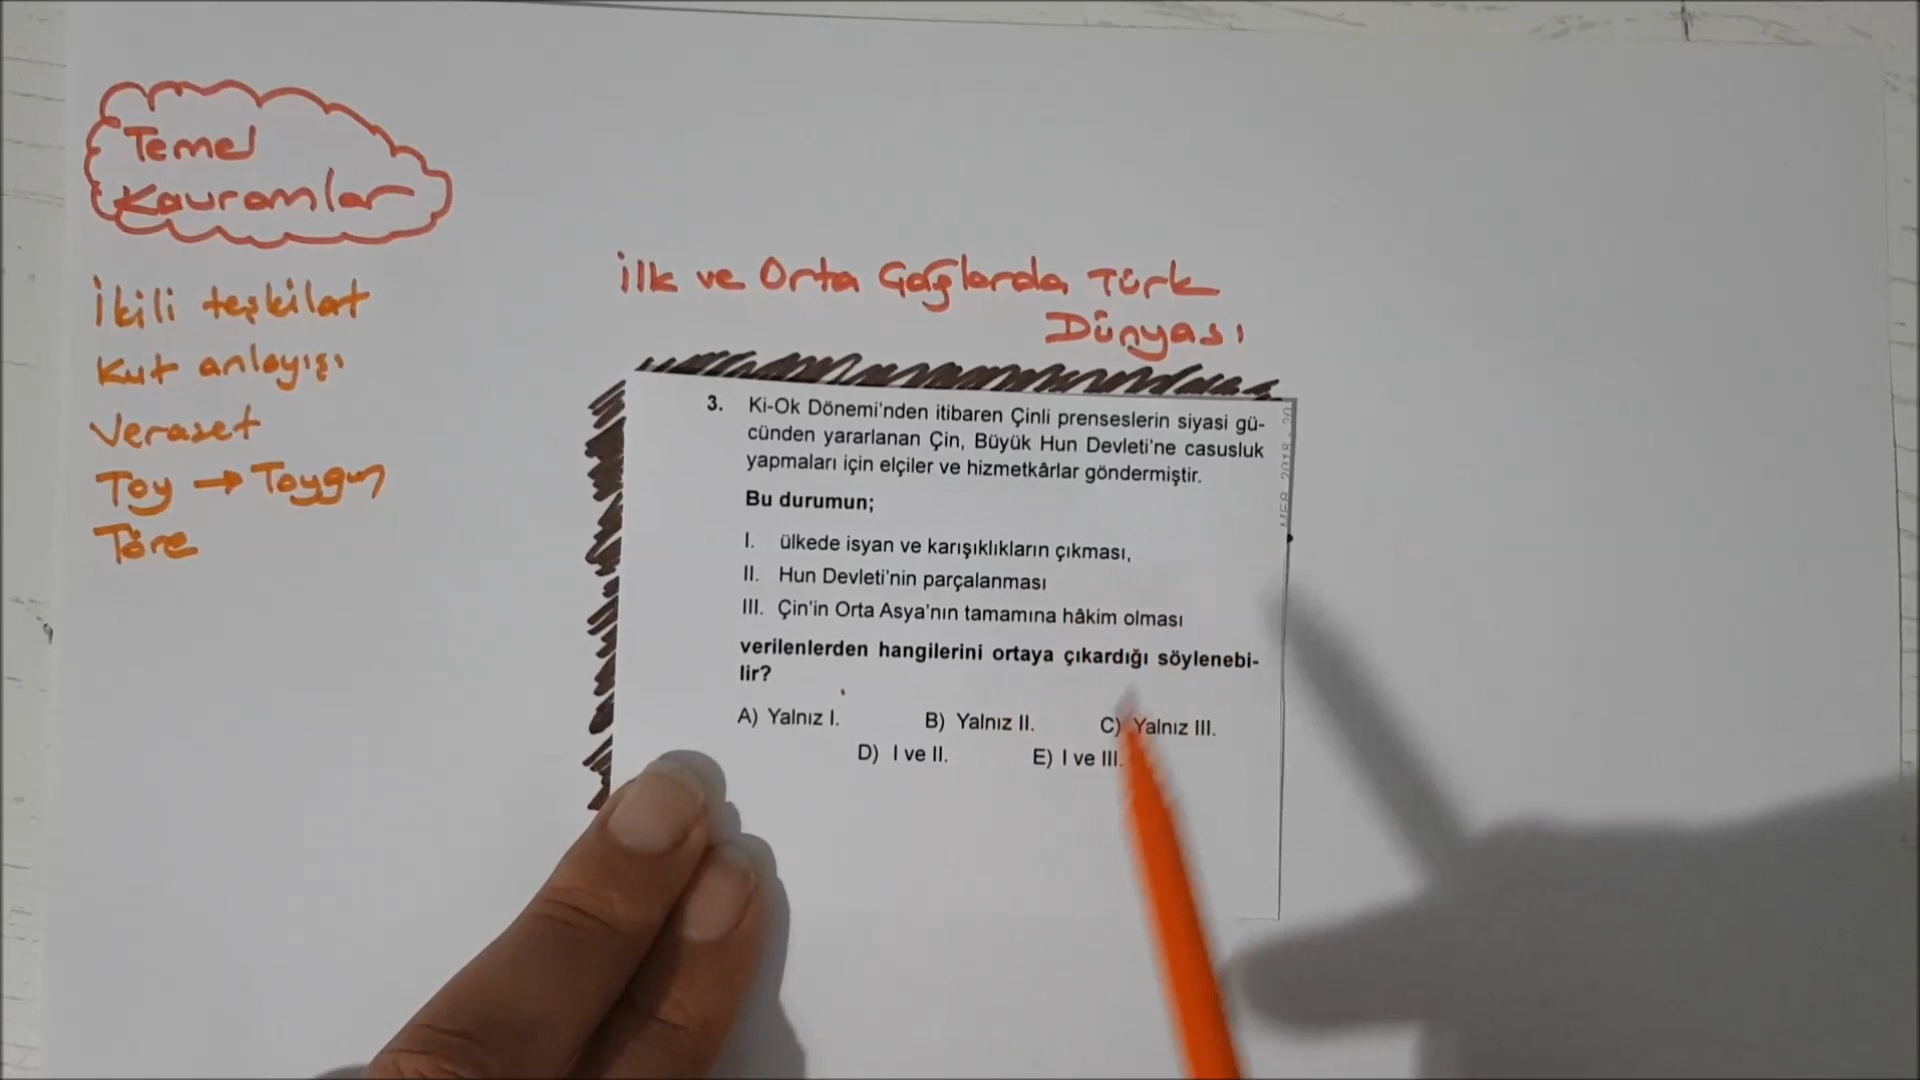 Temel
Kavramlar
İkili teşkilat
Kut anlayışı
Veraset
Toy → Toygun
Töre
İlk ve Orta Çağlarda Türk
Dünyası
3. Ki-Ok Dönemi'nden itibaren Çinli prenseslerin siyasi gü-
cünden yararlanan Çin, Büyük Hun Devleti'ne casusluk
yapmaları için elçiler ve hizmetkârlar göndermiştir.
Bu durumun;
I. ülkede isyan ve karışıklıkların çıkması,
II. Hun Devleti'nin parçalanması
III. Çin'in Orta Asya'nın tamamına hâkim olması
verilenlerden hangilerini ortaya çıkardığı söylenebi-
lir?
A) Yalnız I. B) Yalnız II. C) Yalnız III.
D) I ve II. E) I ve III.